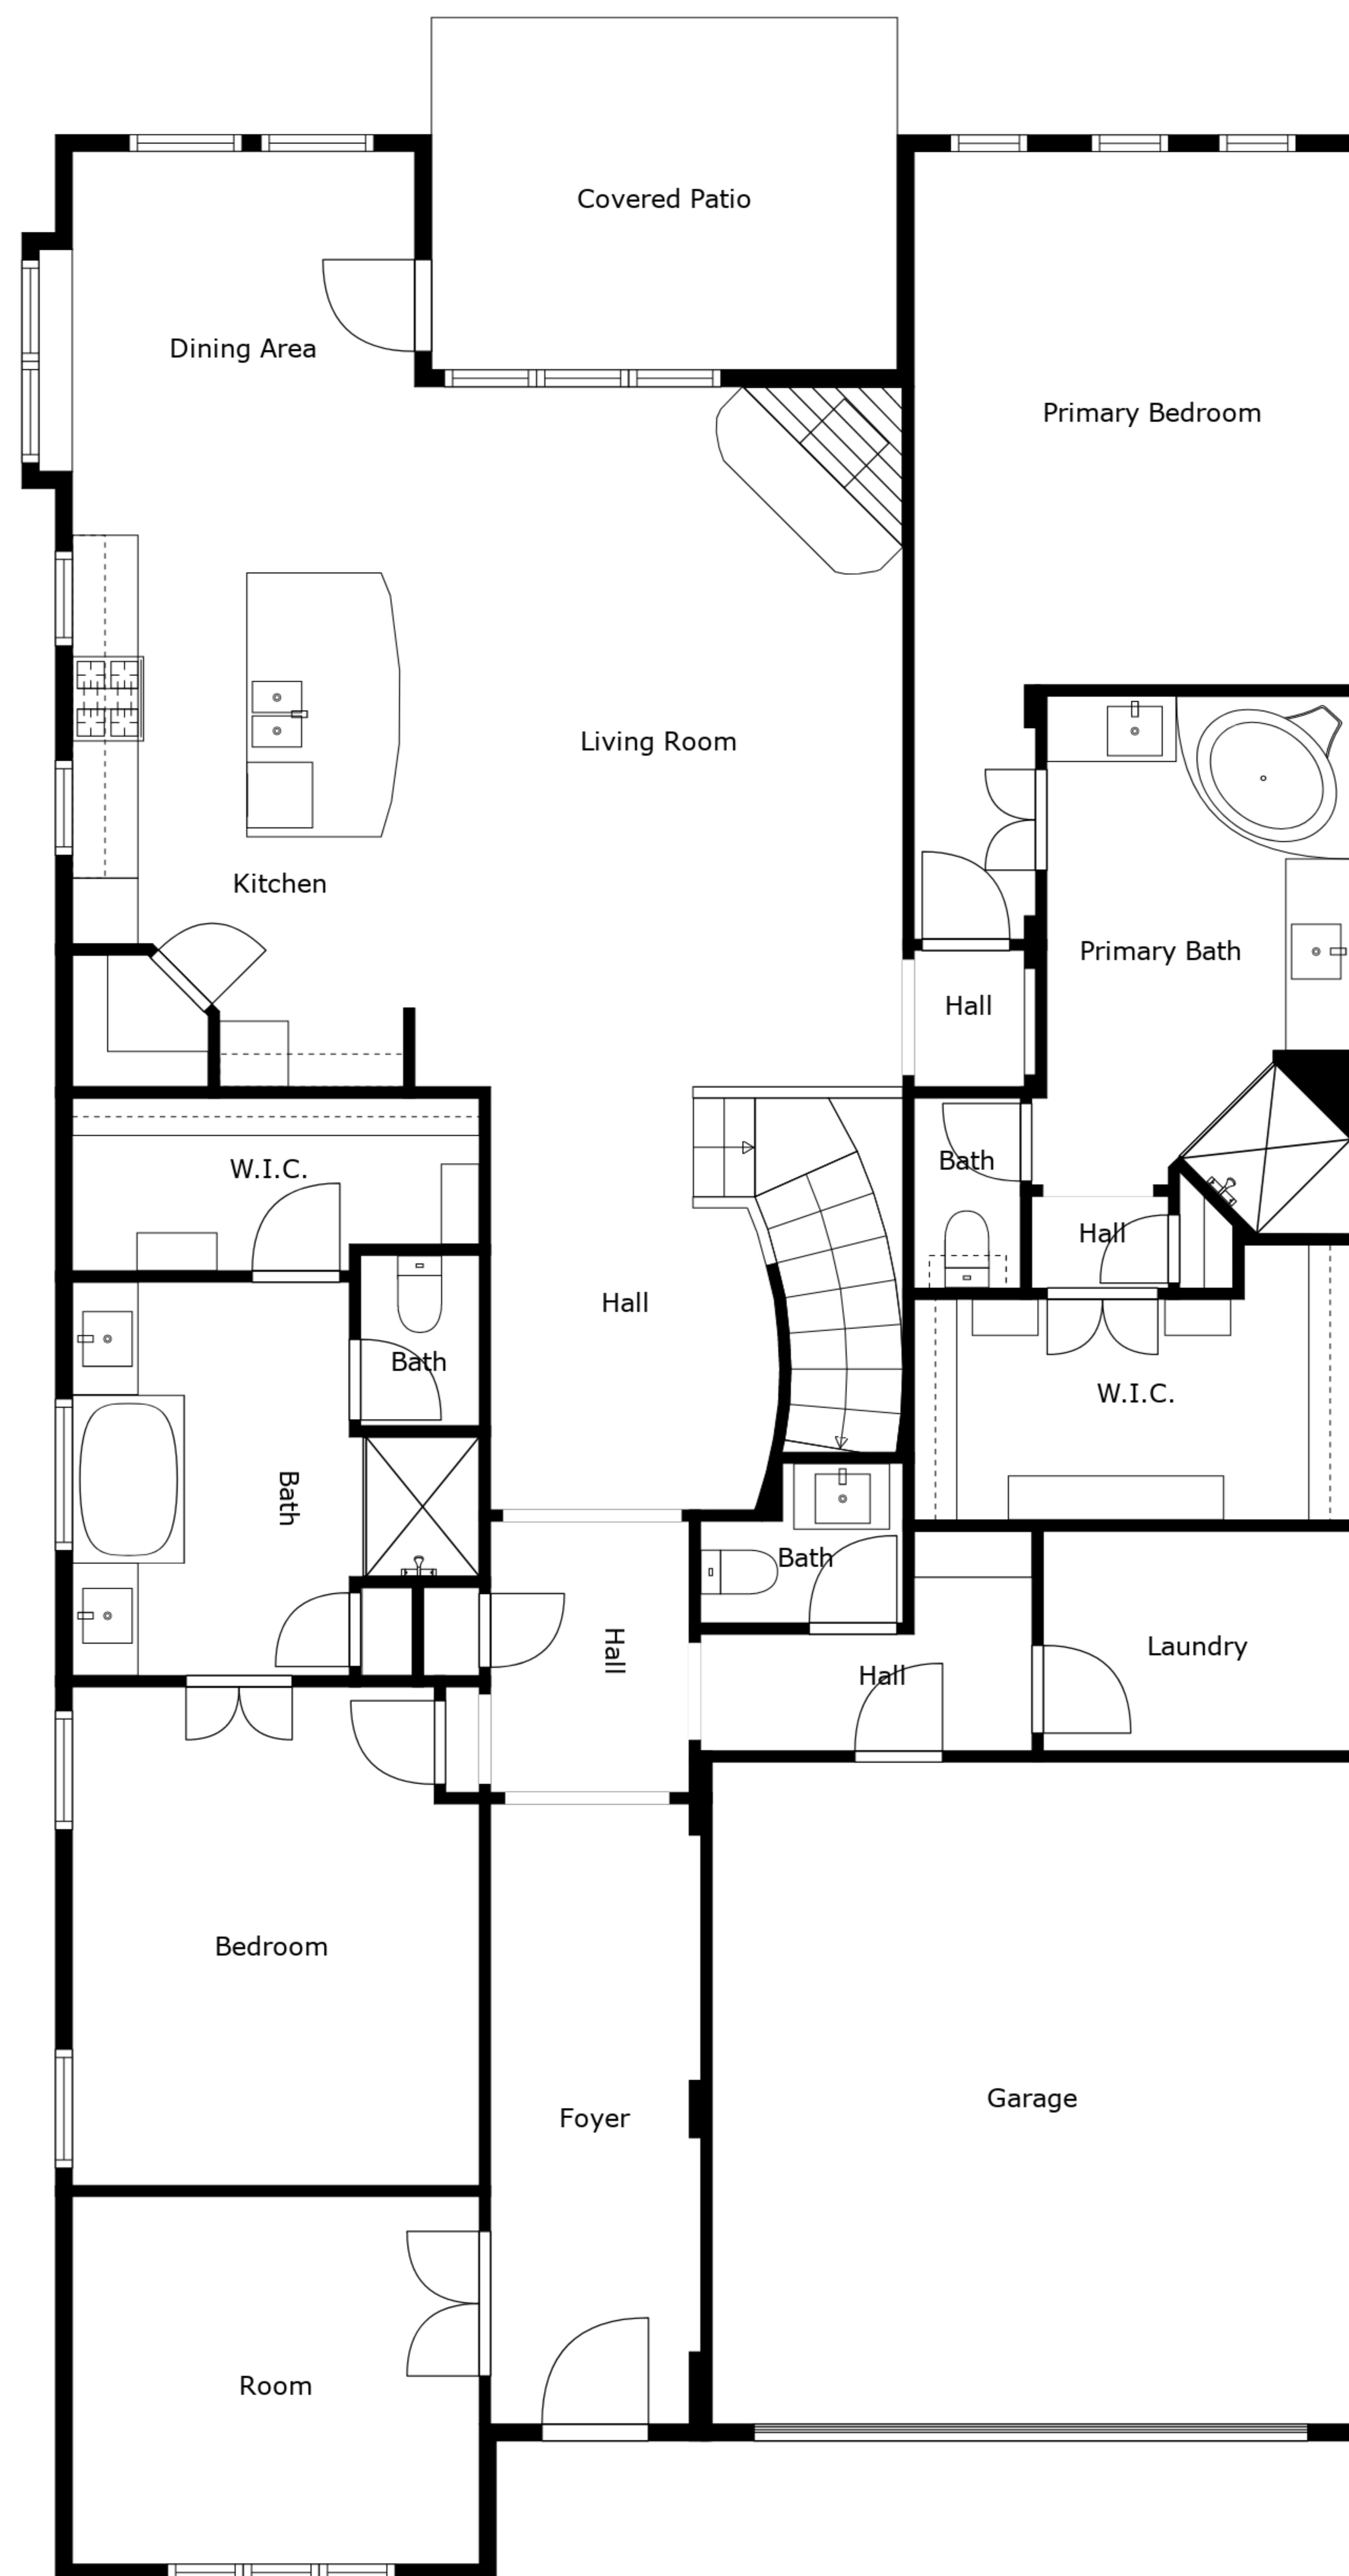 Covered Patio
Dining Area
Primary Bedroom
Living Room
Kitchen
Primary Bath
Hall
Bath
W.I.C.
Hall
Hall
Bath
W.I.C.
Bath
Bath
Hall
Laundry
Hall
Bedroom
Garage
Foyer
Room